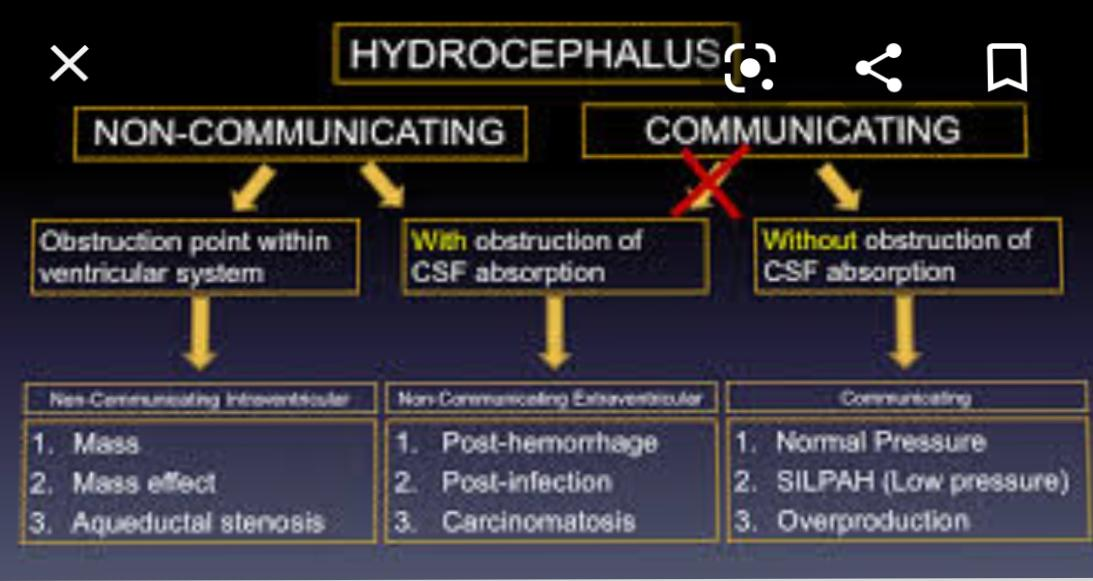 HYDROCEPHALUS
NON-COMMUNICATING
COMMUNICATING
Obstruction point within
ventricular system
With obstruction of
CSF absorption
Without obstruction of
CSF absorption
Non-Communicating Intraventricular
Non-Communicating Extraventricular
Communicating
1. Mass
2. Mass effect
3. Aqueductal stenosis
1. Post-hemorrhage
2. Post-infection
3. Carcinomatosis
1. Normal Pressure
2. SILPAH (Low pressure)
3. Overproduction